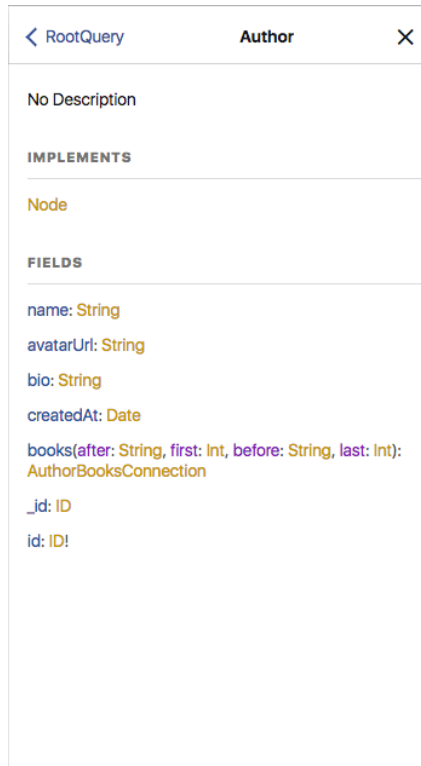 RootQuery
Author
No Description
IMPLEMENTS
Node
FIELDS
name: String
avatarUrl: String
bio: String
createdAt: Date
books(after: String, first: Int, before: String, last: Int):
AuthorBooksConnection
_id: ID
id: ID!